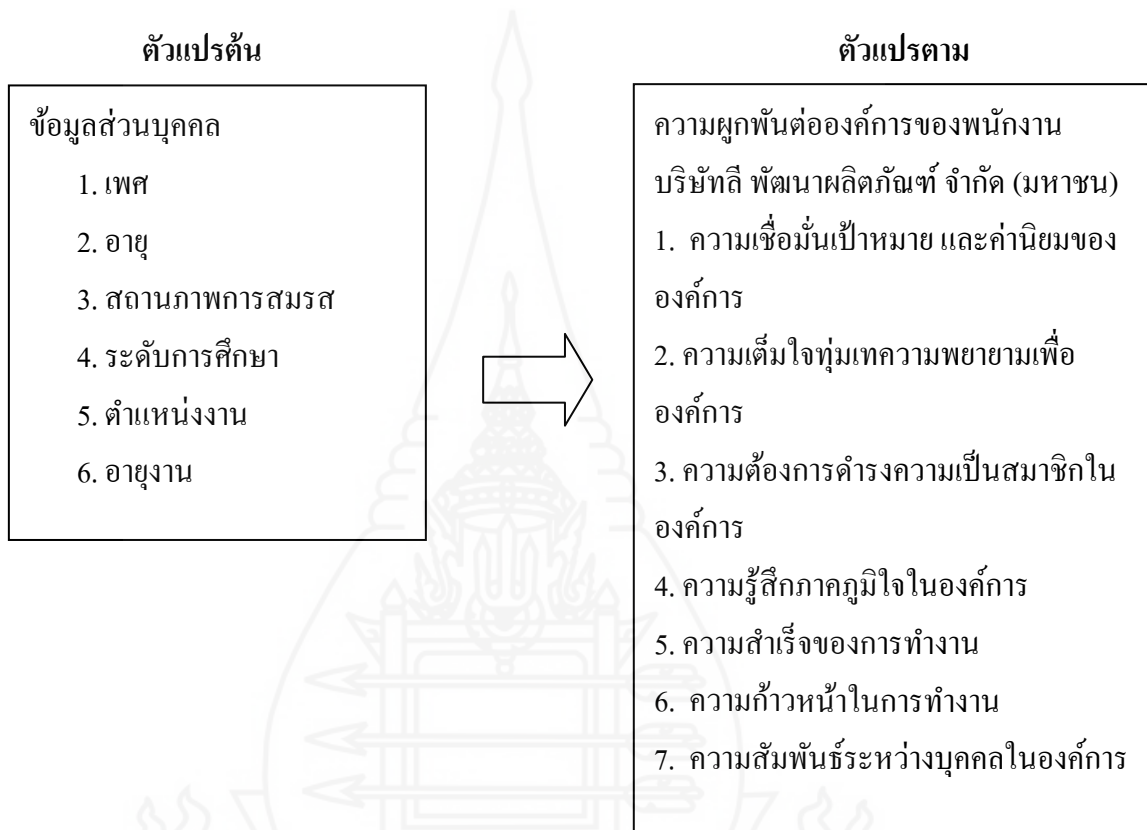 ตัวแปรต้น
ข้อมูลส่วนบุคคล
1. เพศ
2. อายุ
3. สถานภาพการสมรส
4. ระดับการศึกษา
5. ตำแหน่งงาน
6. อายุงาน
ตัวแปรตาม
ความผูกพันต่อองค์การของพนักงาน
บริษัทลี พัฒนาผลิตภัณฑ์ จำกัด (มหาชน)
1. ความเชื่อมั่นเป้าหมาย และค่านิยมของ
องค์การ
2. ความเต็มใจทุ่มเทความพยายามเพื่อ
องค์การ
3. ความต้องการดำรงความเป็นสมาชิกใน
องค์การ
4. ความรู้สึกภาคภูมิใจในองค์การ
5. ความสำเร็จของการทำงาน
6. ความก้าวหน้าในการทำงาน
7. ความสัมพันธ์ระหว่างบุคคลในองค์การ